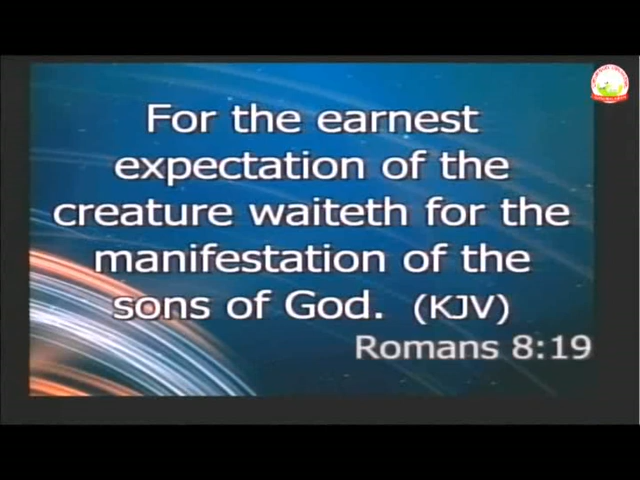 For the earnest
expectation of the
creature waiteth for the
manifestation of the
sons of God. (KJV)
Romans 8:19